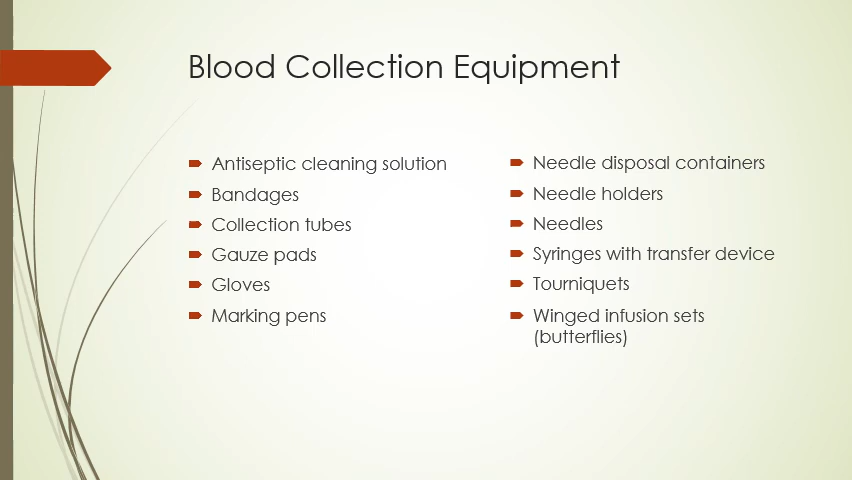 Blood Collection Equipment
Antiseptic cleaning solution
Bandages
Collection tubes
Gauze pads
Gloves
Marking pens
Needle disposal containers
Needle holders
Needles
Syringes with transfer device
Tourniquets
Winged infusion sets
(butterflies)